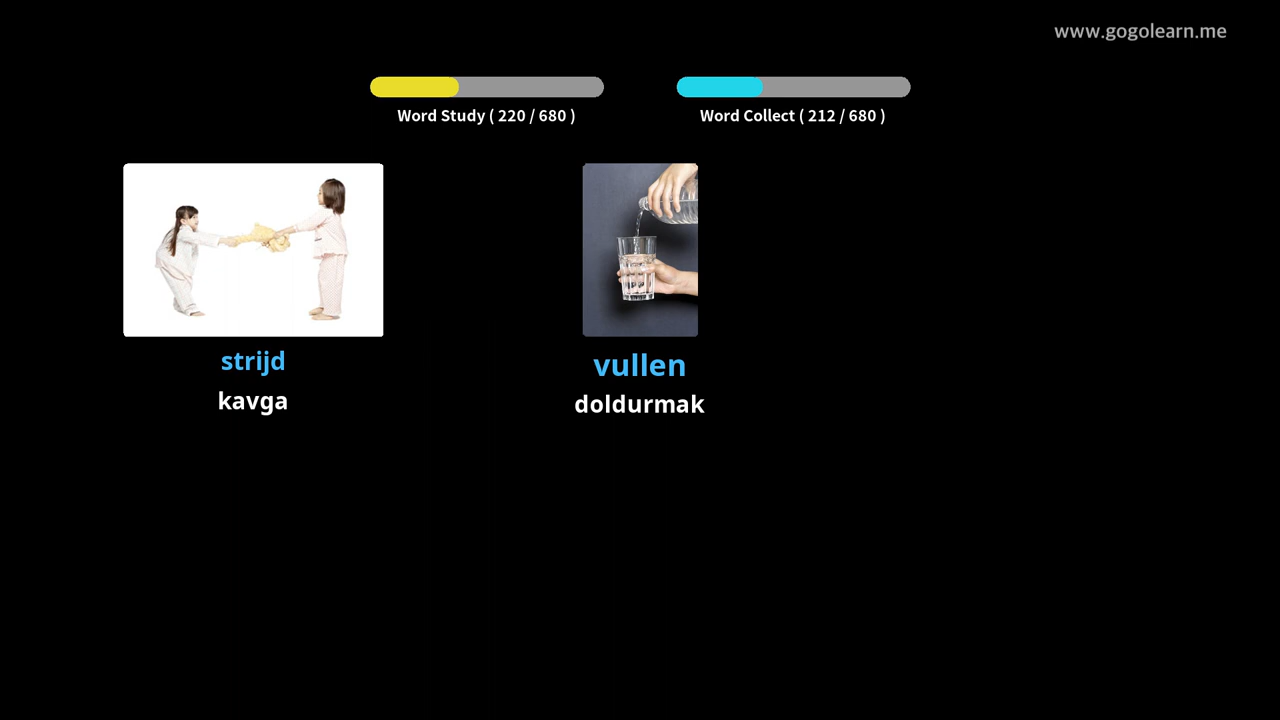 www.gogolearn.me
Word Study ( 220 / 680 )
Word Collect ( 212 / 680 )
strijd
kavga
vullen
doldurmak